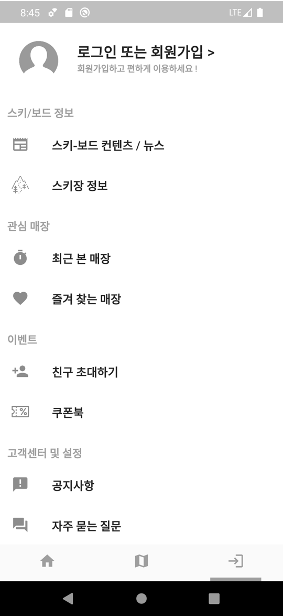 8:45
LTE
로그인 또는 회원가입 >
회원가입하고 편하게 이용하세요 !
스키/보드 정보
스키-보드 컨텐츠 / 뉴스
스키장 정보
관심 매장
최근 본 매장
즐겨 찾는 매장
이벤트
친구 초대하기
쿠폰북
고객센터 및 설정
공지사항
자주 묻는 질문